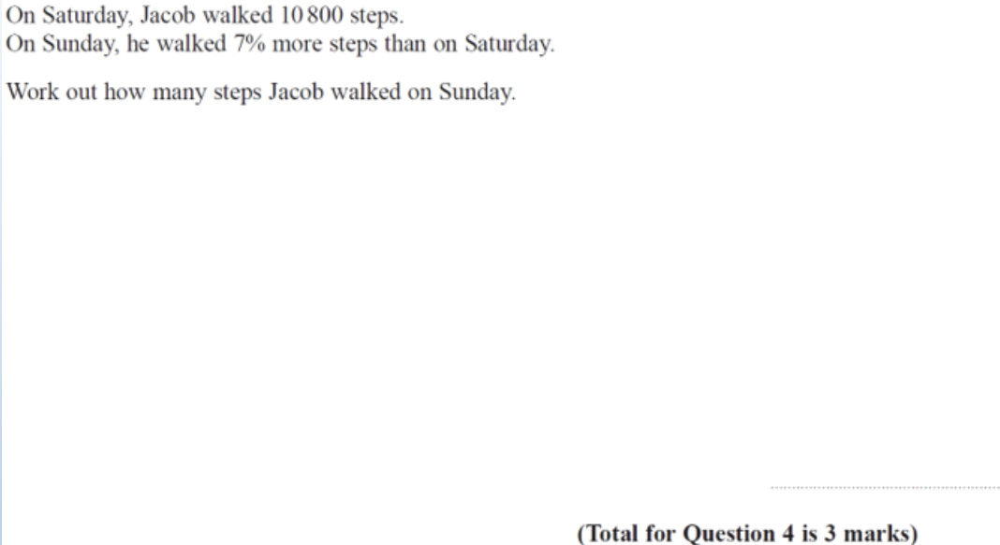 On Saturday, Jacob walked 10 800 steps.
On Sunday, he walked 7% more steps than on Saturday.
Work out how many steps Jacob walked on Sunday.
(Total for Question 4 is 3 marks)